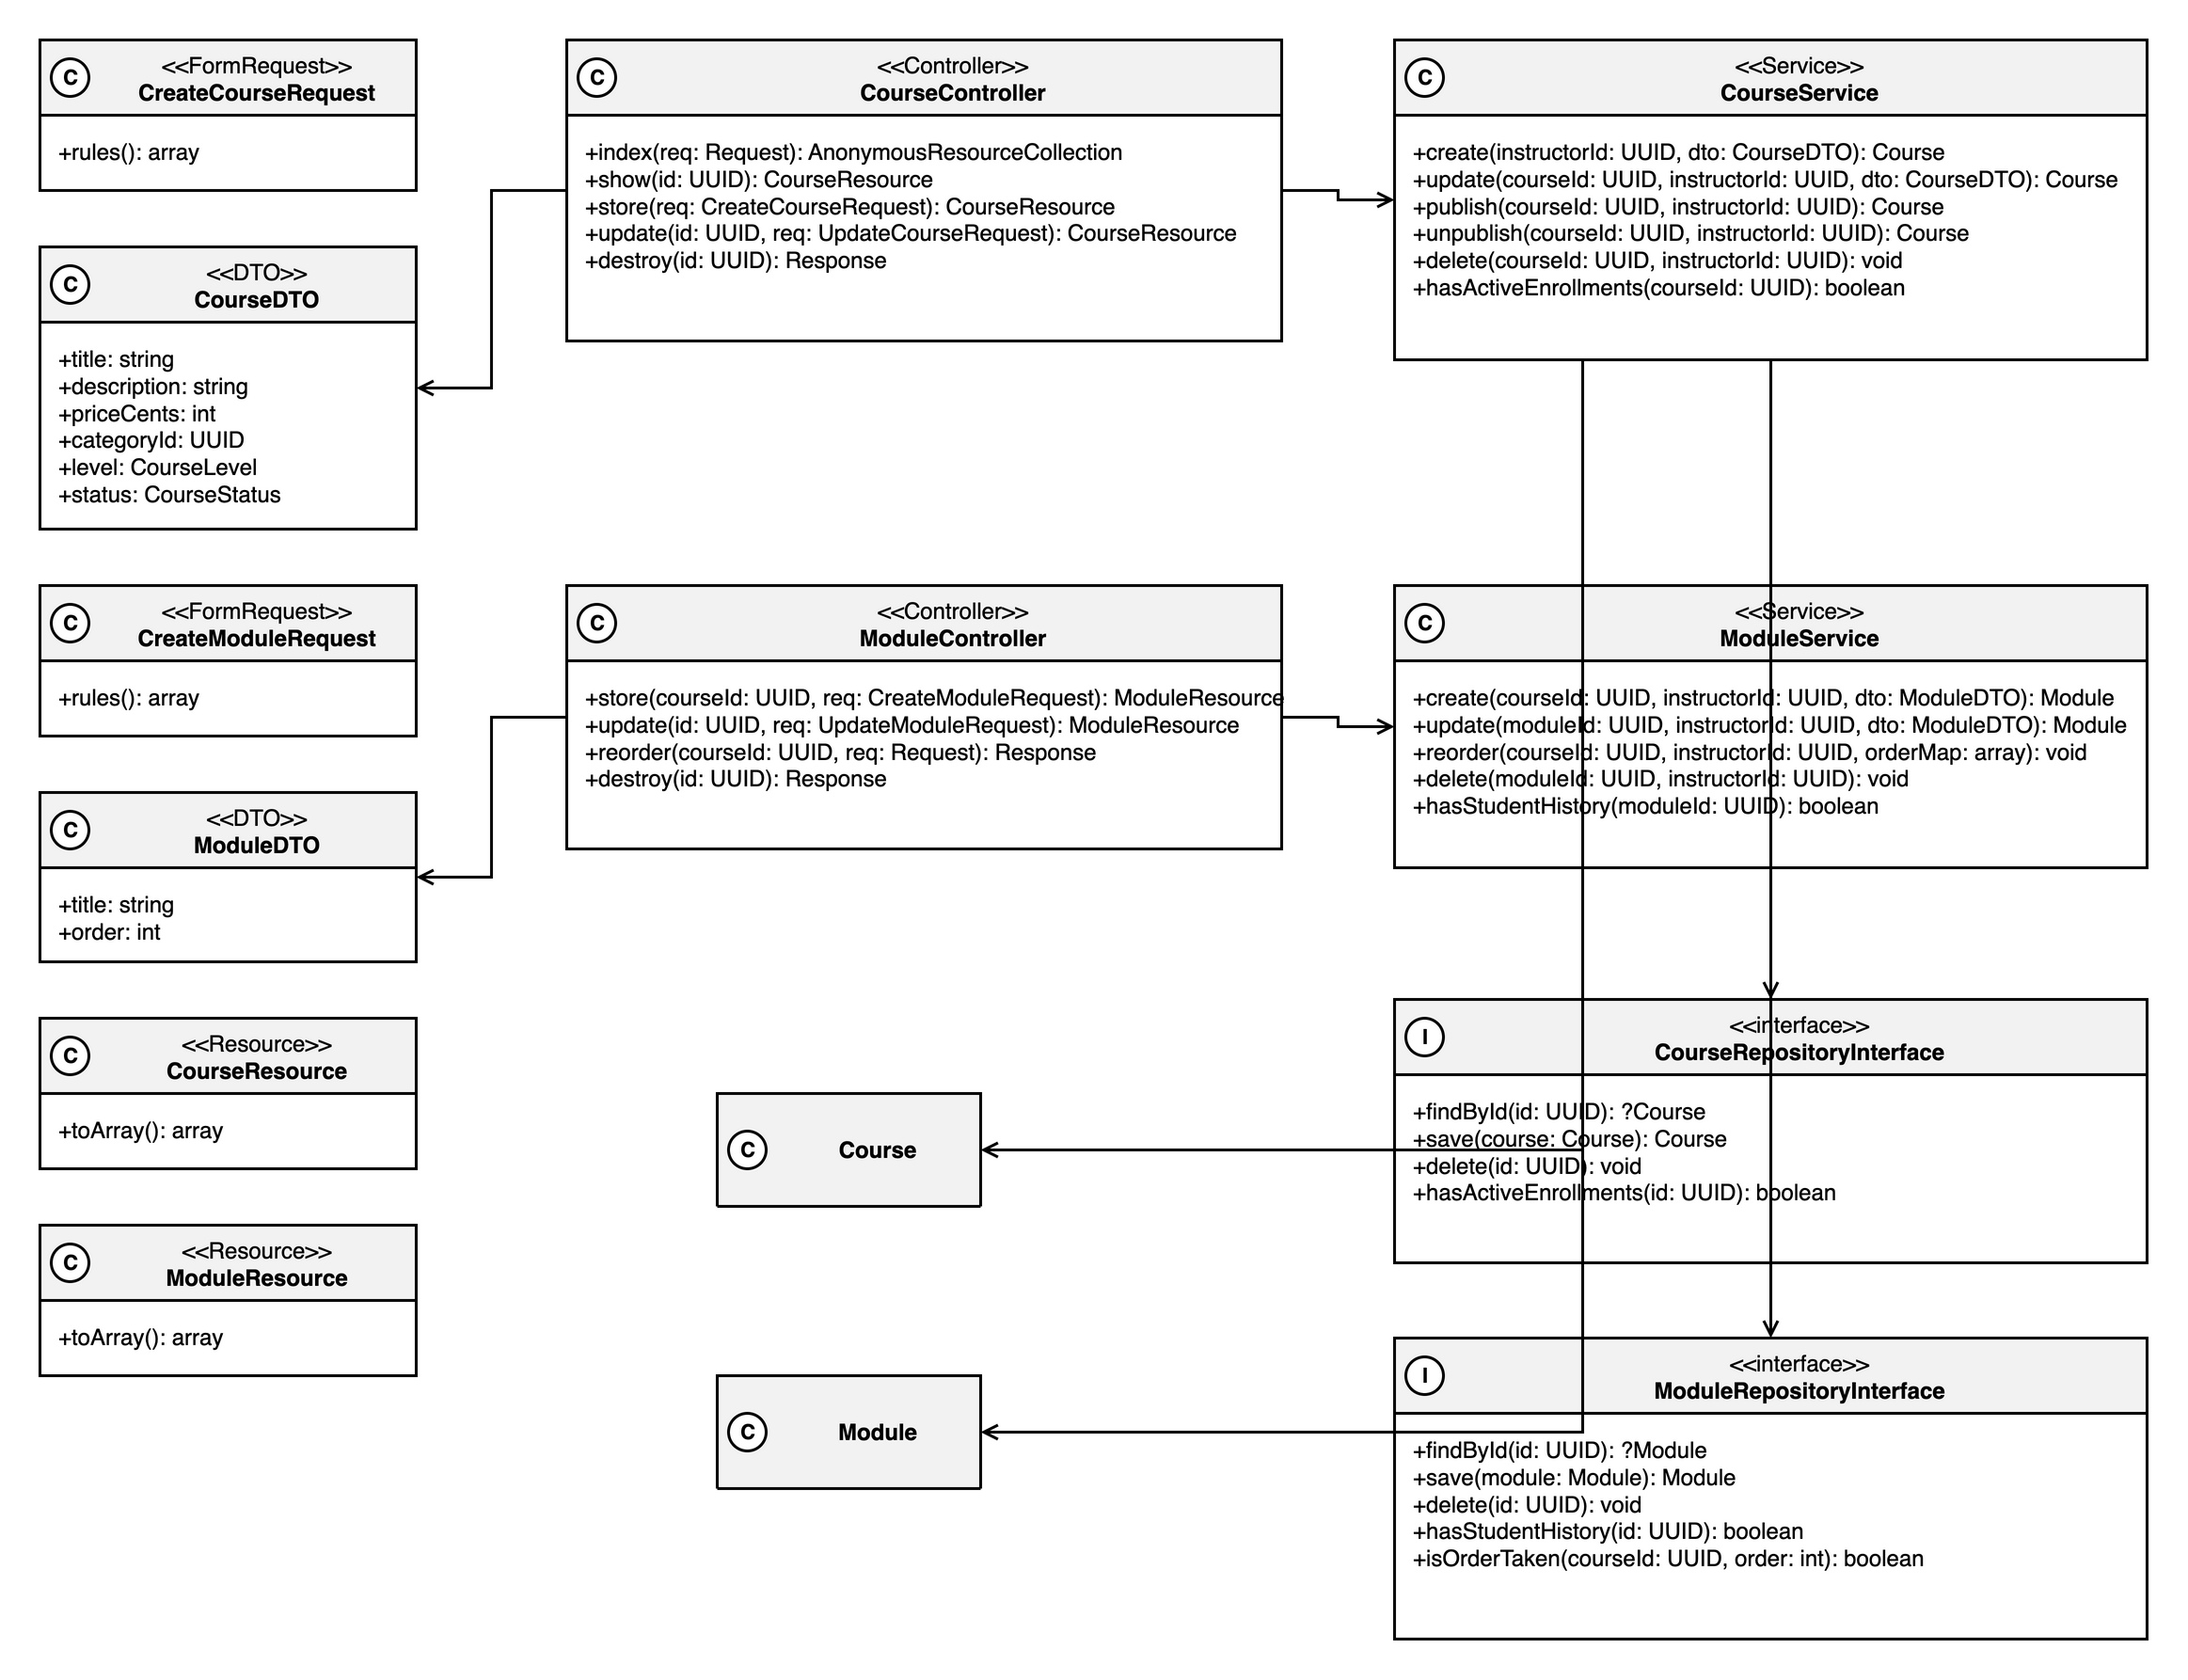 C
<<FormRequest>>
CreateCourseRequest
+rules(): array
C
<<DTO>>
CourseDTO
+title: string
+description: string
+priceCents: int
+categoryId: UUID
+level: CourseLevel
+status: CourseStatus
C
<<Controller>>
CourseController
+index(req: Request): AnonymousResourceCollection
+show(id: UUID): CourseResource
+store(req: CreateCourseRequest): CourseResource
+update(id: UUID, req: UpdateCourseRequest): CourseResource
+destroy(id: UUID): Response
C
<<Service>>
CourseService
+create(instructorId: UUID, dto: CourseDTO): Course
+update(courseId: UUID, instructorId: UUID, dto: CourseDTO): Course
+publish(courseId: UUID, instructorId: UUID): Course
+unpublish(courseId: UUID, instructorId: UUID): Course
+delete(courseId: UUID, instructorId: UUID): void
+hasActiveEnrollments(courseId: UUID): boolean
C
<<FormRequest>>
CreateModuleRequest
+rules(): array
C
<<DTO>>
ModuleDTO
+title: string
+order: int
C
<<Controller>>
ModuleController
+store(courseId: UUID, req: CreateModuleRequest): ModuleResource
+update(id: UUID, req: UpdateModuleRequest): ModuleResource
+reorder(courseId: UUID, req: Request): Response
+destroy(id: UUID): Response
C
<<Service>>
ModuleService
+create(courseId: UUID, instructorId: UUID, dto: ModuleDTO): Module
+update(moduleId: UUID, instructorId: UUID, dto: ModuleDTO): Module
+reorder(courseId: UUID, instructorId: UUID, orderMap: array): void
+delete(moduleId: UUID, instructorId: UUID): void
+hasStudentHistory(moduleId: UUID): boolean
C
<<Resource>>
CourseResource
+toArray(): array
C
<<Resource>>
ModuleResource
+toArray(): array
C
Course
C
Module
I
<<interface>>
CourseRepositoryInterface
+findById(id: UUID): ?Course
+save(course: Course): Course
+delete(id: UUID): void
+hasActiveEnrollments(id: UUID): boolean
I
<<interface>>
ModuleRepositoryInterface
+findById(id: UUID): ?Module
+save(module: Module): Module
+delete(id: UUID): void
+hasStudentHistory(id: UUID): boolean
+isOrderTaken(courseId: UUID, order: int): boolean